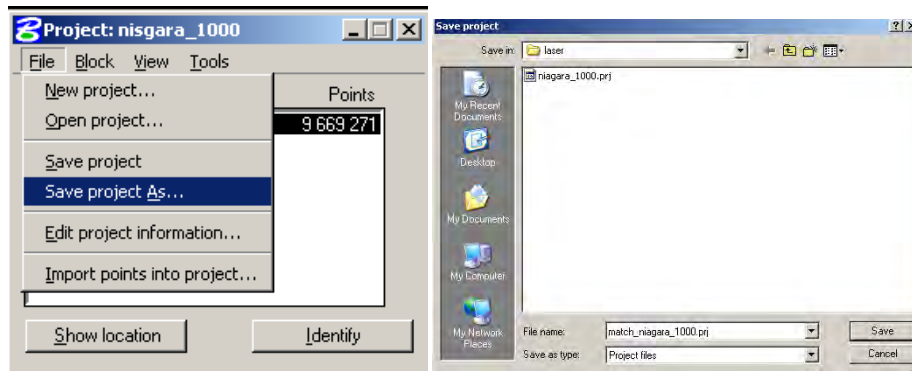 Project: nisgara_1000
File Block View Tools
New project...
Open project...
Save project
Save project As...
Edit project information...
Import points into project...
Points
9 669 271
Show location Identify
Save project
Save in: laser
niagara_1000.prj
My Recent
Documents
Desktop
My Documents
My Computer
My Network
Places
File name: match_niagara_1000.prj Save
Save as type: Project files Cancel